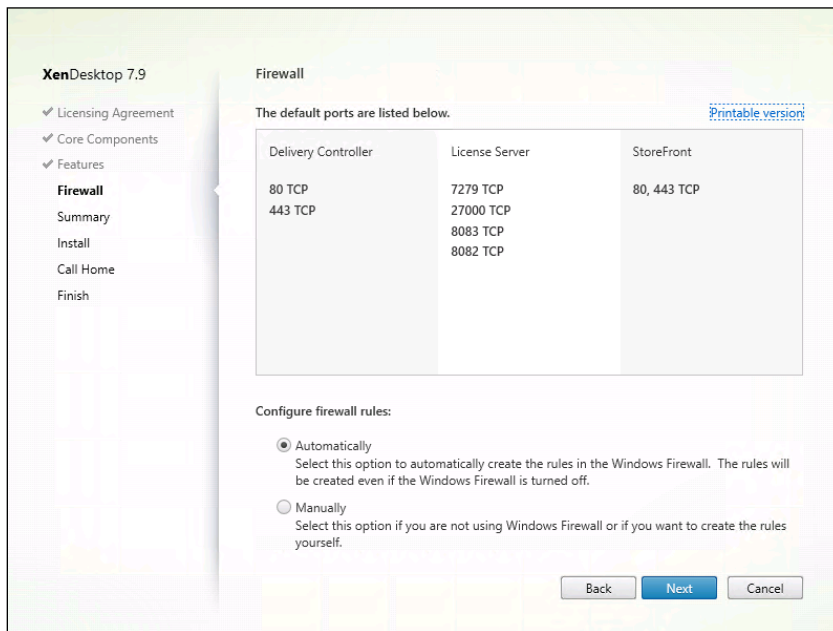 XenDesktop 7.9
✔ Licensing Agreement
✔ Core Components
✔ Features
Firewall
Summary
Install
Call Home
Finish
Firewall
The default ports are listed below.
Printable version
Delivery Controller
80 TCP
443 TCP
License Server
7279 TCP
27000 TCP
8083 TCP
8082 TCP
StoreFront
80, 443 TCP
Configure firewall rules:
Automatically
Select this option to automatically create the rules in the Windows Firewall. The rules will
be created even if the Windows Firewall is turned off.
Manually
Select this option if you are not using Windows Firewall or if you want to create the rules
yourself.
Back
Next
Cancel